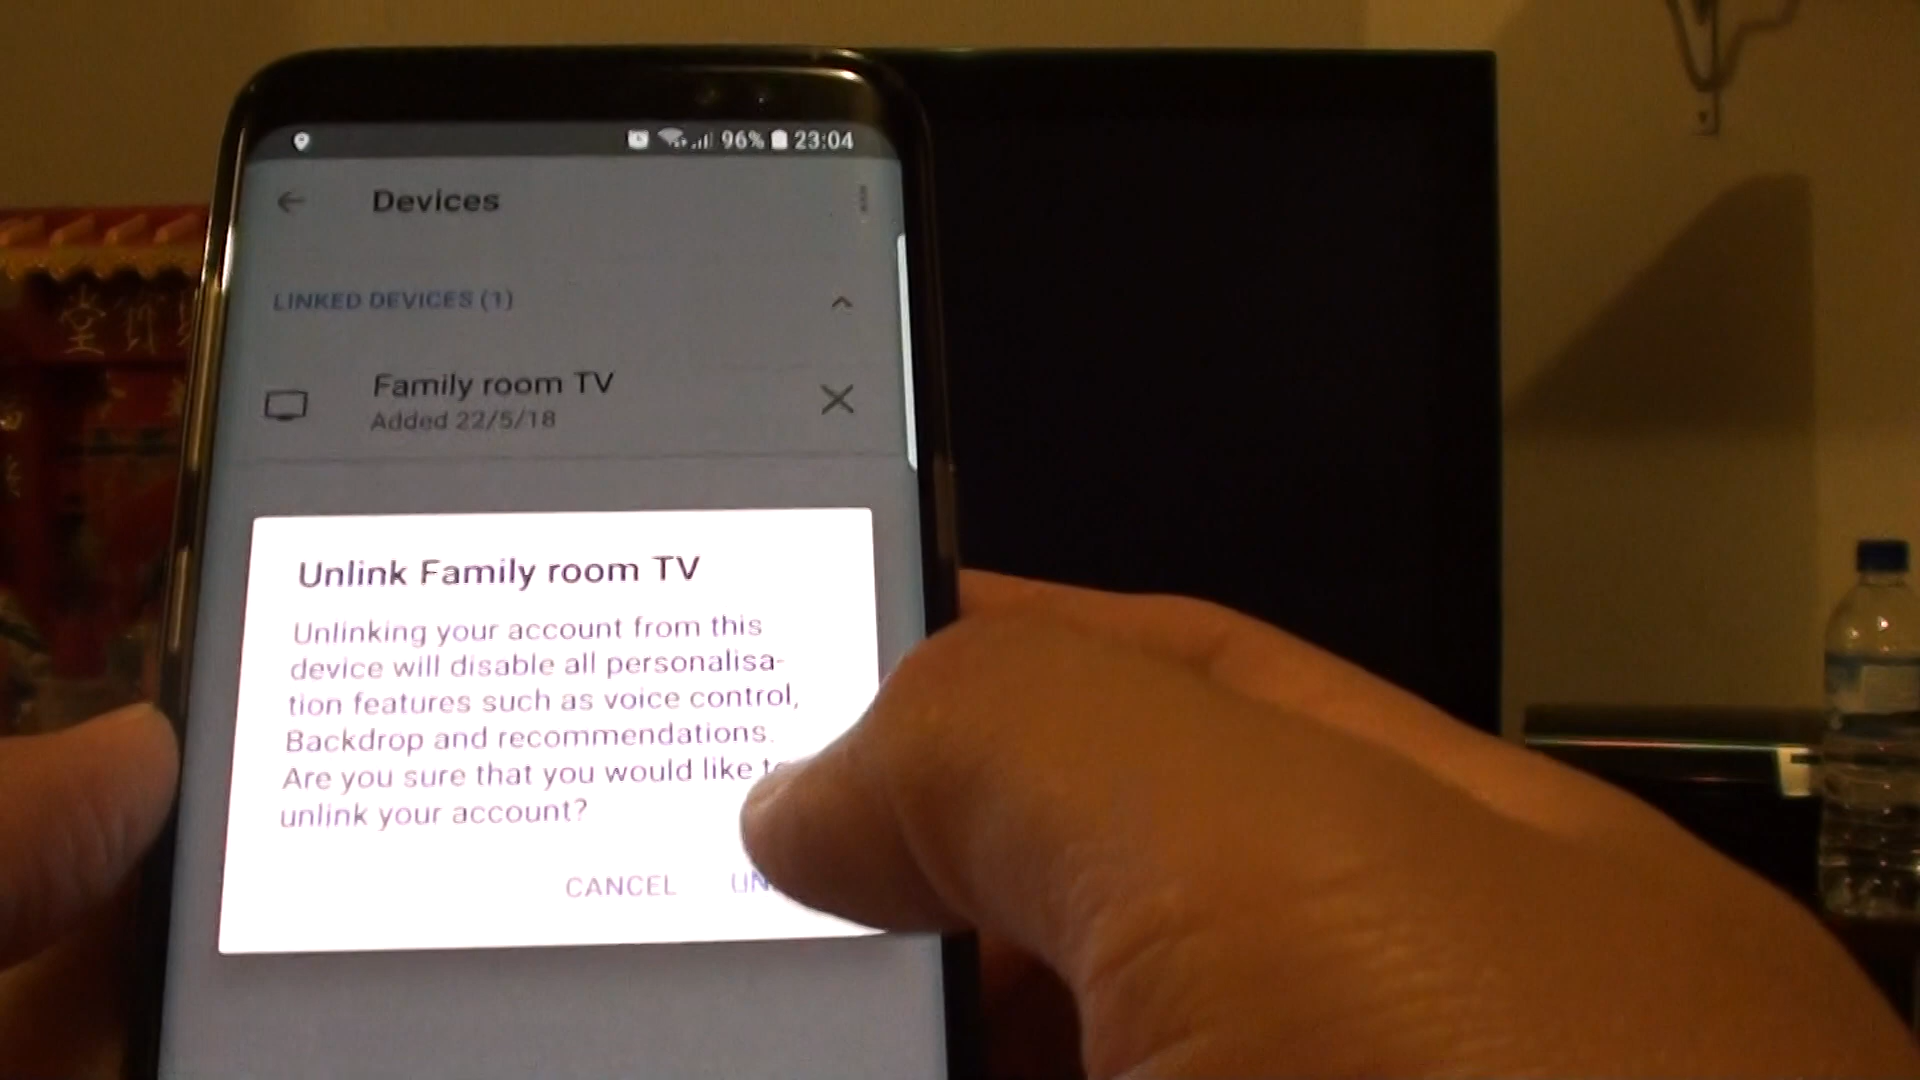 96% 23:04
Devices
LINKED DEVICES (1)
Family room TV
Added 22/5/18
Unlink Family room TV
Unlinking your account from this
device will disable all personalisa-
tion features such as voice control,
Backdrop and recommendations.
Are you sure that you would like
unlink your account?
CANCEL
堂